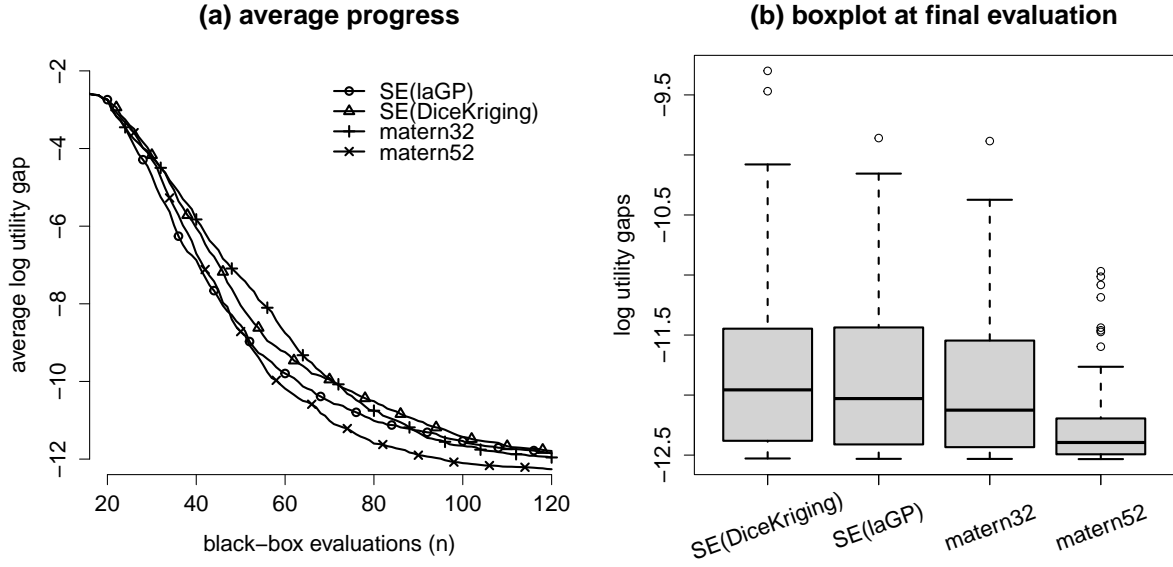 (a) average progress
average log utility gap
−2
−4
−6
−8
−10
−12
SE(laGP)
SE(DiceKriging)
matern32
matern52
20
40
60
80
100
120
black−box evaluations (n)
(b) boxplot at final evaluation
log utility gaps
−9.5
−10.5
−11.5
−12.5
SE(DiceKriging)
SE(laGP)
matern32
matern52